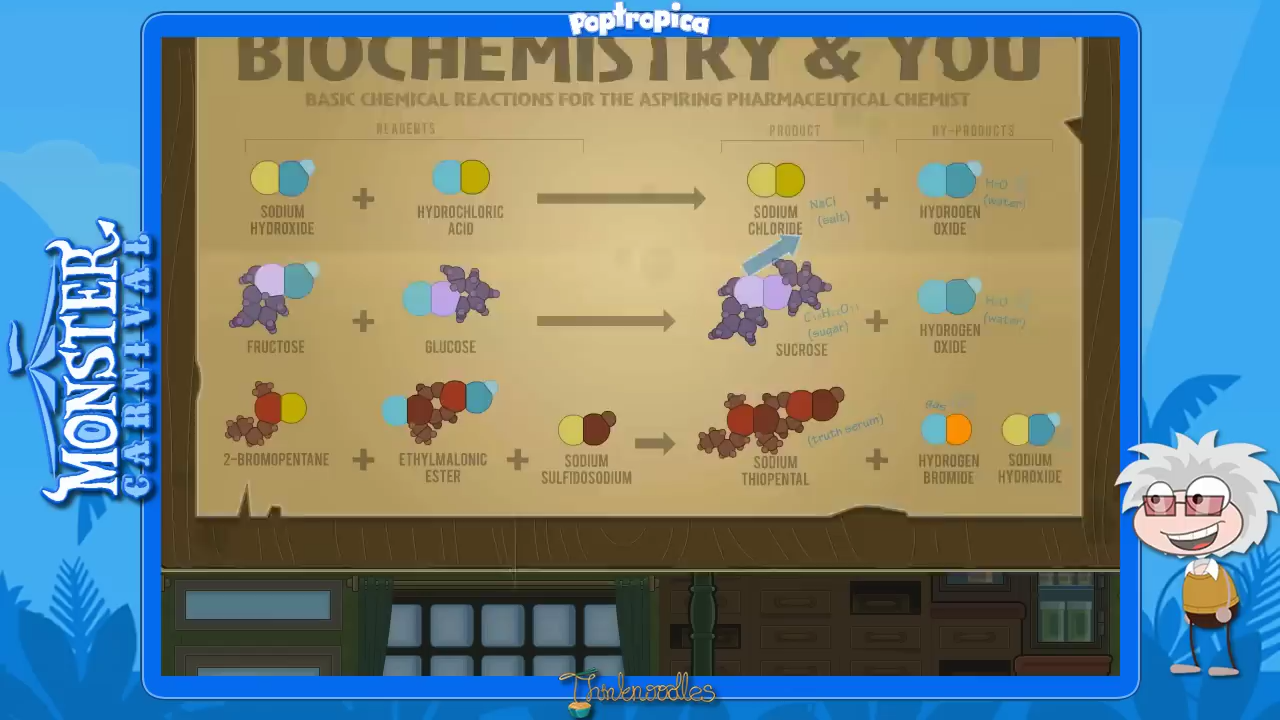 Poptropica
BIOCHEMISTRY & YOU
BASIC CHEMICAL REACTIONS FOR THE ASPIRING PHARMACEUTICAL CHEMIST
REAGENTS
PRODUCT
BY-PRODUCTS
SODIUM
HYDROXIDE
+
HYDROCHLORIC
ACID
SODIUM
CHLORIDE
NaCl
(salt)
+
HYDROGEN
OXIDE
H2O
(water)
FRUCTOSE
+
GLUCOSE
SUCROSE
(sugar)
+
HYDROGEN
OXIDE
H2O
(water)
2-BROMOPENTANE
+
ETHYLMALONIC
ESTER
+
SODIUM
SULFIDOSODIUM
SODIUM
THIOPENTAL
(truth serum)
+
HYDROGEN
BROMIDE
SODIUM
HYDROXIDE
MONSTER
CARNIVAL
Thinknoodles